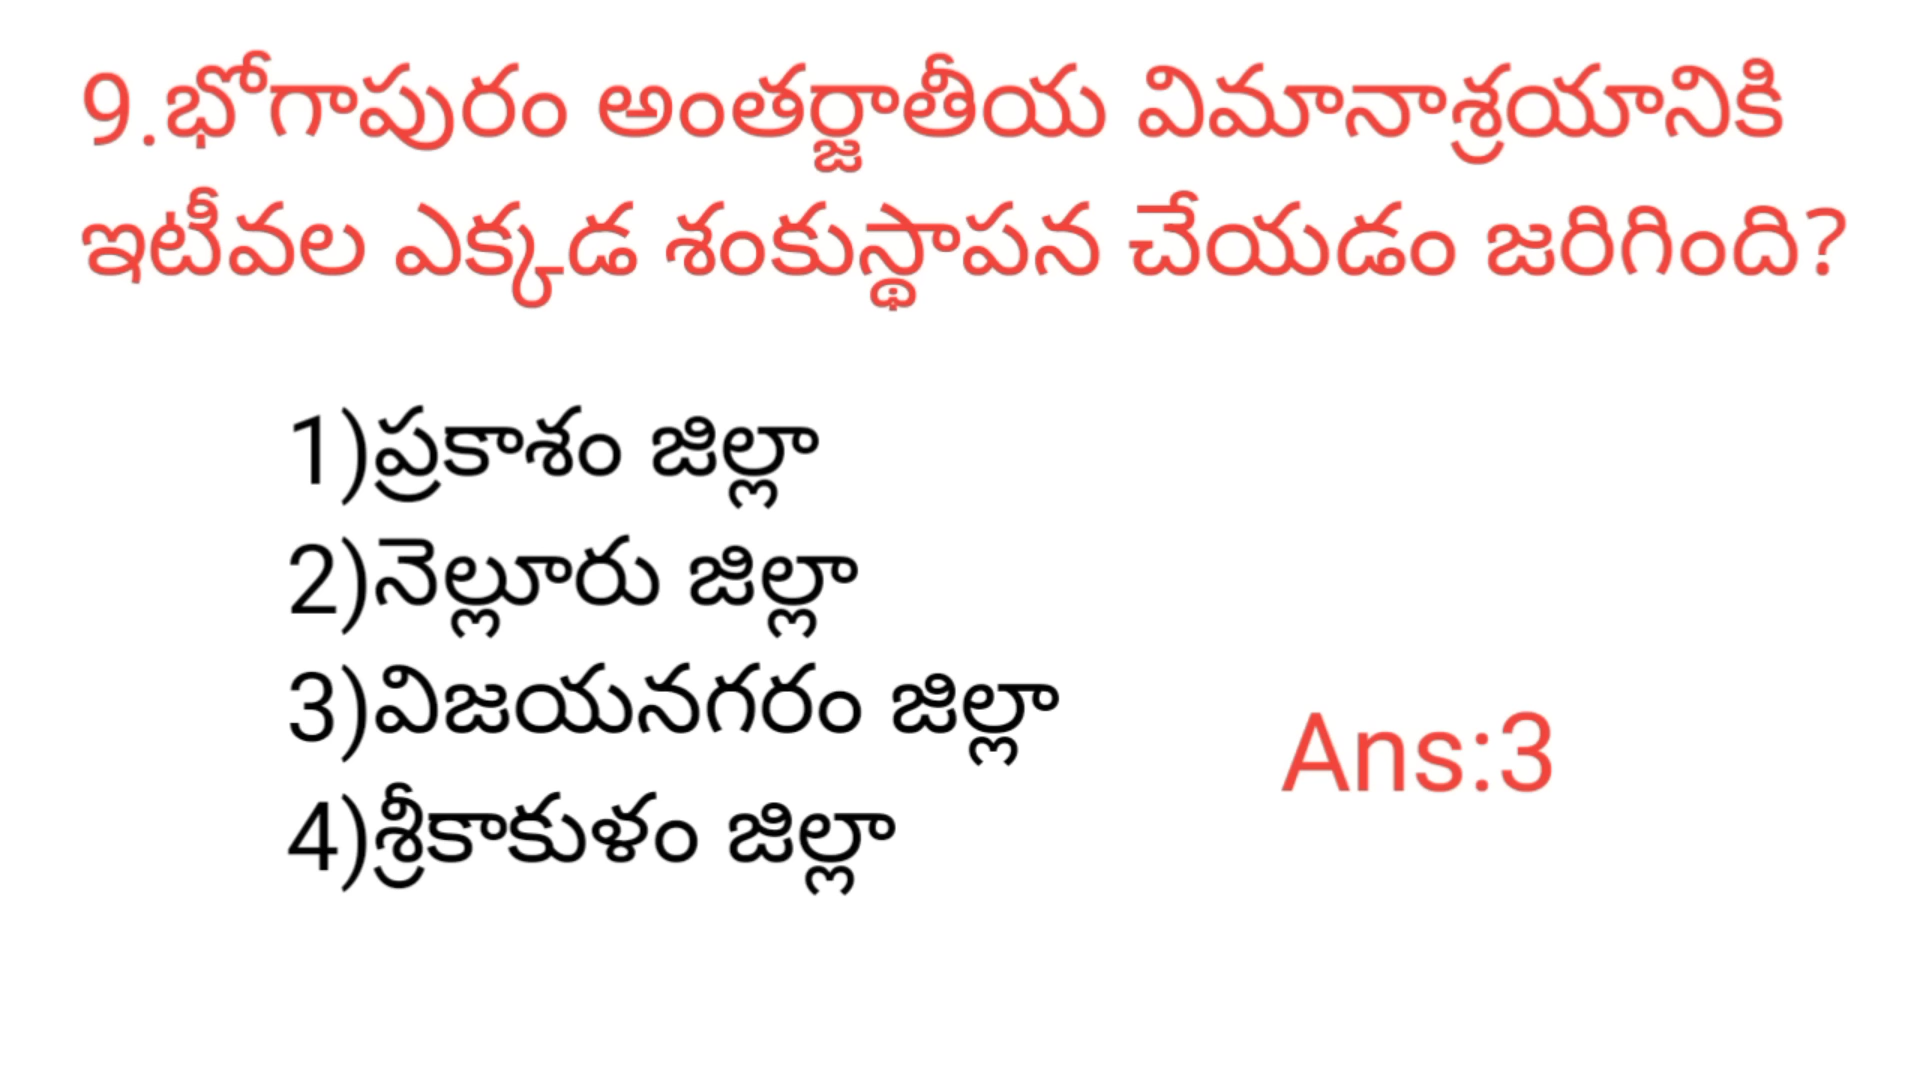 9.భోగాపురం అంతర్జాతీయ విమానాశ్రయానికి
ఇటీవల ఎక్కడ శంకుస్థాపన చేయడం జరిగింది?
1)ప్రకాశం జిల్లా
2)నెల్లూరు జిల్లా
3)విజయనగరం జిల్లా
4)శ్రీకాకుళం జిల్లా
Ans:3